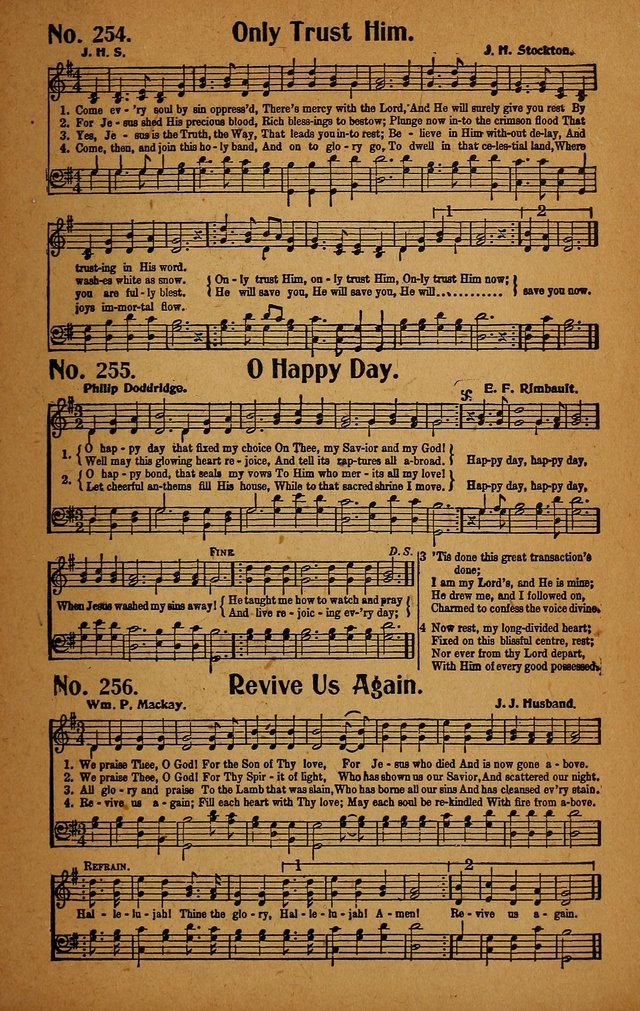 No. 254. Only Trust Him.
J. H. S. J. H. Stockton.
1. Come ev-'ry soul by sin oppress'd, There's mercy with the Lord, And He will surely give you rest By
2. For Je-sus shed His precious blood, Rich bless-ings to bestow; Plunge now in-to the crimson flood That
3. Yes, Je-sus is the Truth, the Way, That leads you in-to rest; Be-lieve in Him with-out de-lay, And
4. Come, then, and join this ho-ly band, And on to glo-ry go, To dwell in that ce-les-tial land, Where
1 2
trust-ing in His word.
wash-es white as snow.
you are ful-ly blest.
joys im-mor-tal flow.
{ On-ly trust Him, on-ly trust Him, On-ly trust Him now;
{ He will save you, He will save you, He will............ } save you now.
No. 255. O Happy Day.
Philip Doddridge. E. F. Rimbault.
1. { O hap-py day that fixed my choice On Thee, my Sav-ior and my God! }
{ Well may this glowing heart re-joice, And tell its rap-tures all a-broad. } Hap-py day, hap-py day,
2. { O hap-py bond, that seals my vows To Him who mer-its all my love! }
{ Let cheerful an-thems fill His house, While to that sacred shrine I move. } Hap-py day, hap-py day,
FINE D. S.
When Jesus washed my sins away! { He taught me how to watch and pray }
{ And live re-joic-ing ev-'ry day. }
3 'Tis done this great transaction's
done;
I am my Lord's, and He is mine;
He drew me, and I followed on,
Charmed to confess the voice divine.
4 Now rest, my long-divided heart;
Fixed on this blissful centre, rest;
Nor ever from thy Lord depart,
With Him of every good possessed.
No. 256. Revive Us Again.
Wm. P. Mackay. J. J. Husband.
1. We praise Thee, O God! For the Son of Thy love, For Je-sus who died And is now gone a-bove.
2. We praise Thee, O God! For Thy Spir-it of light, Who has shown us our Savior, And scattered our night.
3. All glo-ry and praise To the Lamb that was slain, Who has borne all our sins And has cleansed ev'ry stain.
4. Re-vive us a-gain; Fill each heart with Thy love; May each soul be re-kindled With fire from a-bove.
REFRAIN. 1 2
Hal-le-lu-jah! Thine the glo-ry, Hal-le-lu-jah! A-men! Re-vive us a-gain.